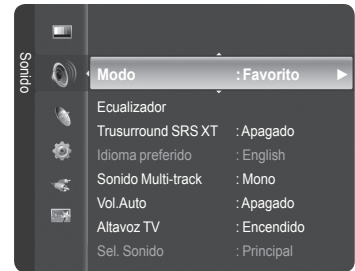 Sonido
Modo : Favorito
Ecualizador
Trusurround SRS XT : Apagado
Idioma preferido : English
Sonido Multi-track : Mono
Vol.Auto : Apagado
Altavoz TV : Encendido
Sel. Sonido : Principal